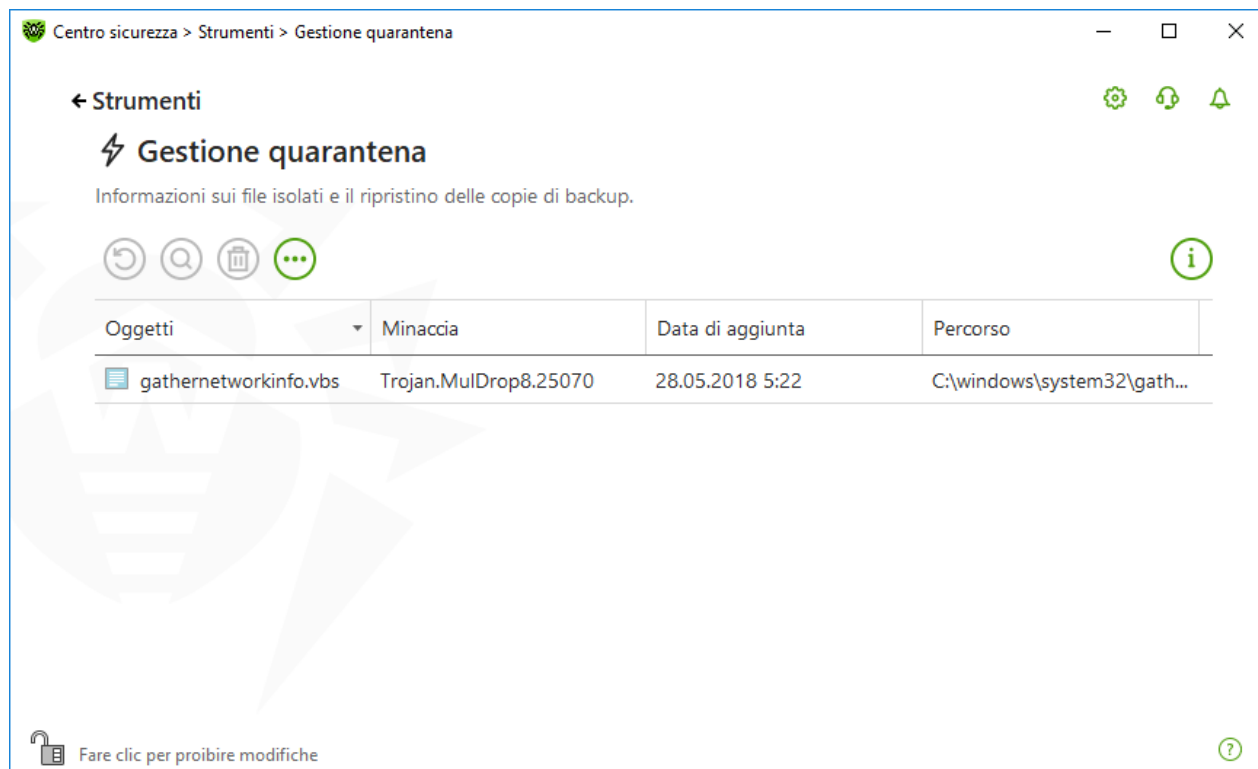 Centro sicurezza > Strumenti > Gestione quarantena
Strumenti
Gestione quarantena
Informazioni sui file isolati e il ripristino delle copie di backup.
Oggetti Minaccia Data di aggiunta Percorso
gathernetworkinfo.vbs Trojan.MulDrop8.25070 28.05.2018 5:22 C:\windows\system32\gath...
Fare clic per proibire modifiche